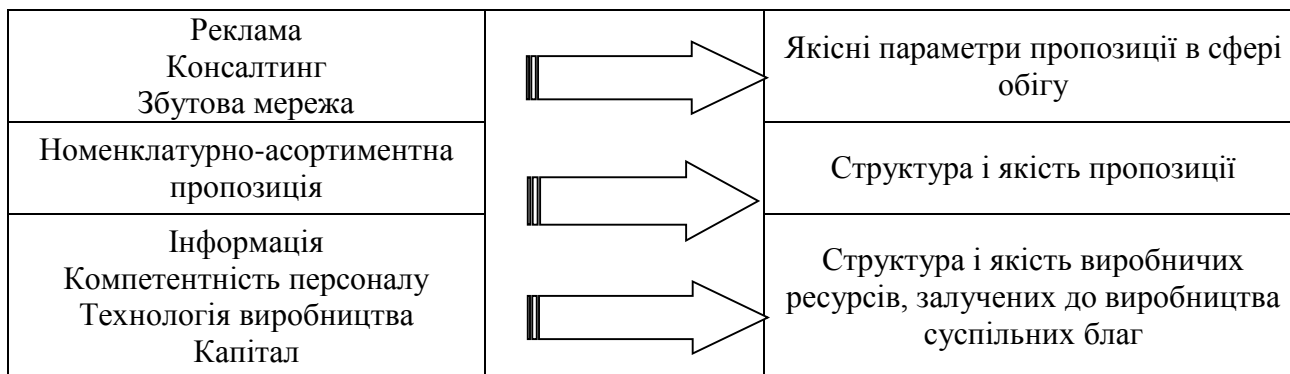 Реклама
Консалтинг
Збутова мережа
Якісні параметри пропозиції в сфері
обігу
Номенклатурно-асортиментна
пропозиція
Структура і якість пропозиції
Інформація
Компетентність персоналу
Технологія виробництва
Капітал
Структура і якість виробничих
ресурсів, залучених до виробництва
суспільних благ